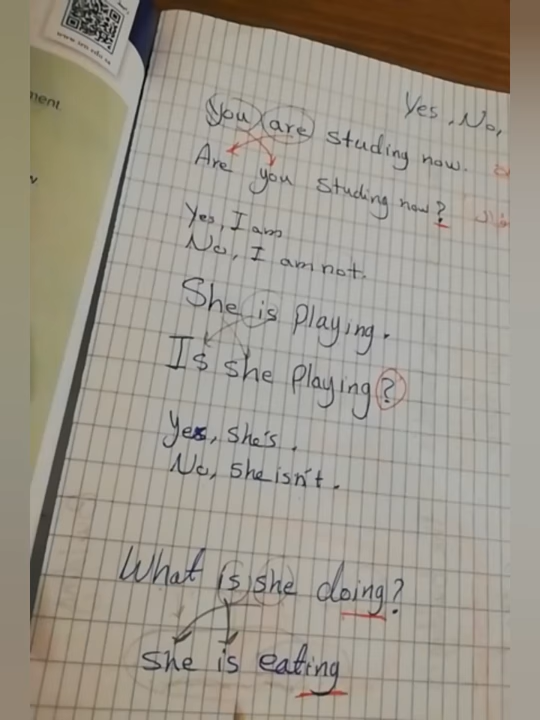 Yes, No,
You are studing now.
Are you studing now?
Yes, I am
No, I am not.
She is Playing.
Is she Playing?
Yes, she's.
No, she isn't.
What is she doing?
she is eating